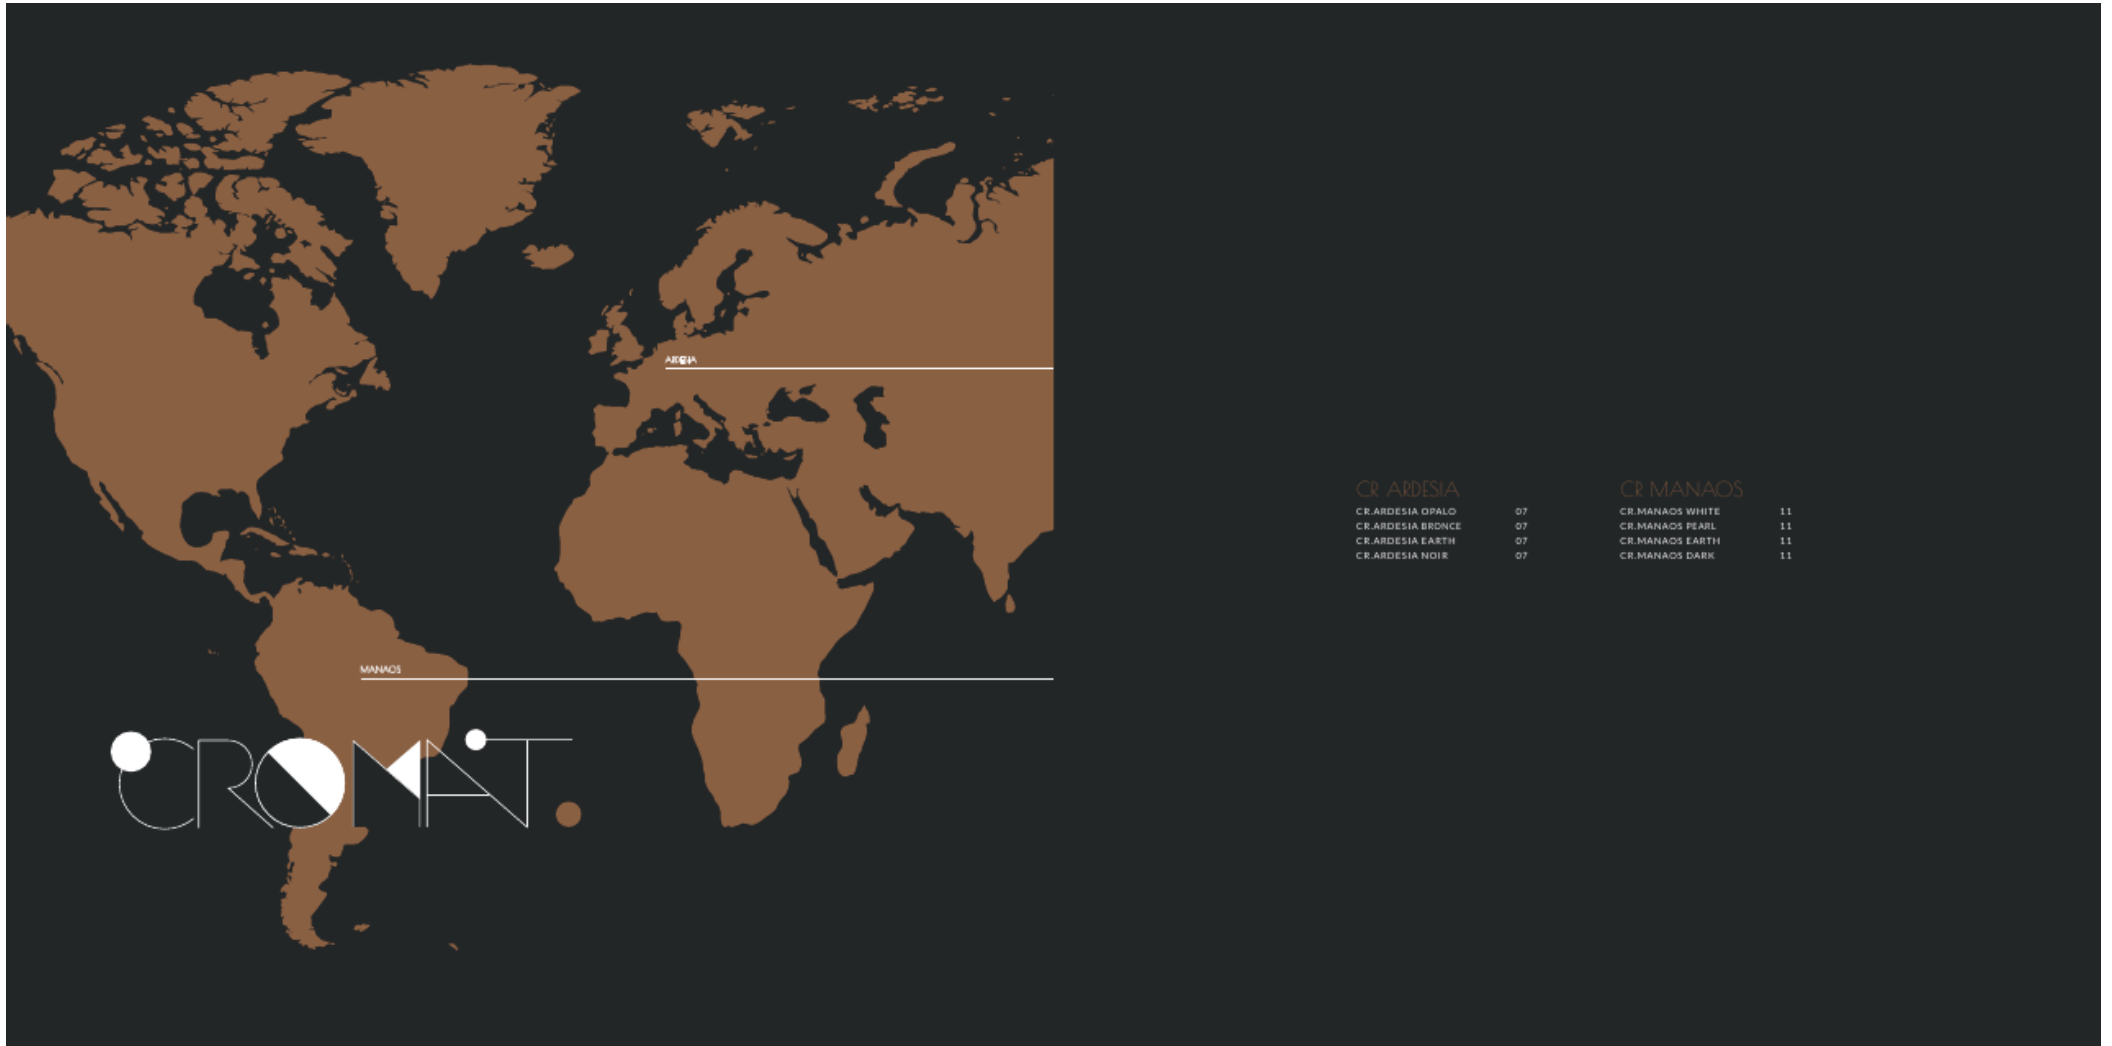 ARDESIA
MANAOS
CROMAT.
CR ARDESIA
CR.ARDESIA OPALO 07
CR.ARDESIA BRONCE 07
CR.ARDESIA EARTH 07
CR.ARDESIA NOIR 07
CR MANAOS
CR.MANAOS WHITE 11
CR.MANAOS PEARL 11
CR.MANAOS EARTH 11
CR.MANAOS DARK 11